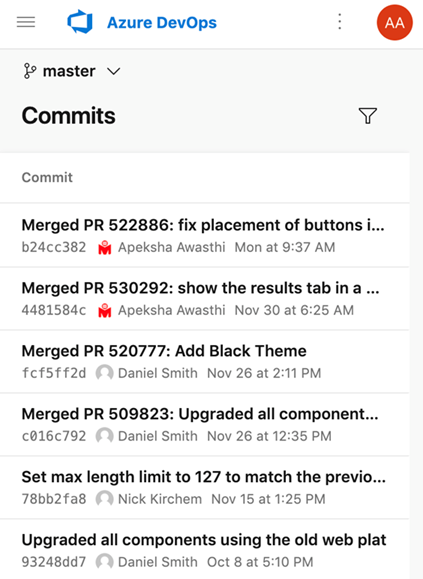 Azure DevOps
AA
master
Commits
Commit
Merged PR 522886: fix placement of buttons i...
b24cc382 Apeksha Awasthi Mon at 9:37 AM
Merged PR 530292: show the results tab in a ...
4481584c Apeksha Awasthi Nov 30 at 6:25 AM
Merged PR 520777: Add Black Theme
fcf5ff2d Daniel Smith Nov 26 at 2:11 PM
Merged PR 509823: Upgraded all component...
c016c792 Daniel Smith Nov 26 at 12:35 PM
Set max length limit to 127 to match the previo...
78bb2fa8 Nick Kirchem Nov 15 at 1:25 PM
Upgraded all components using the old web plat
93248dd7 Daniel Smith Oct 8 at 5:10 PM